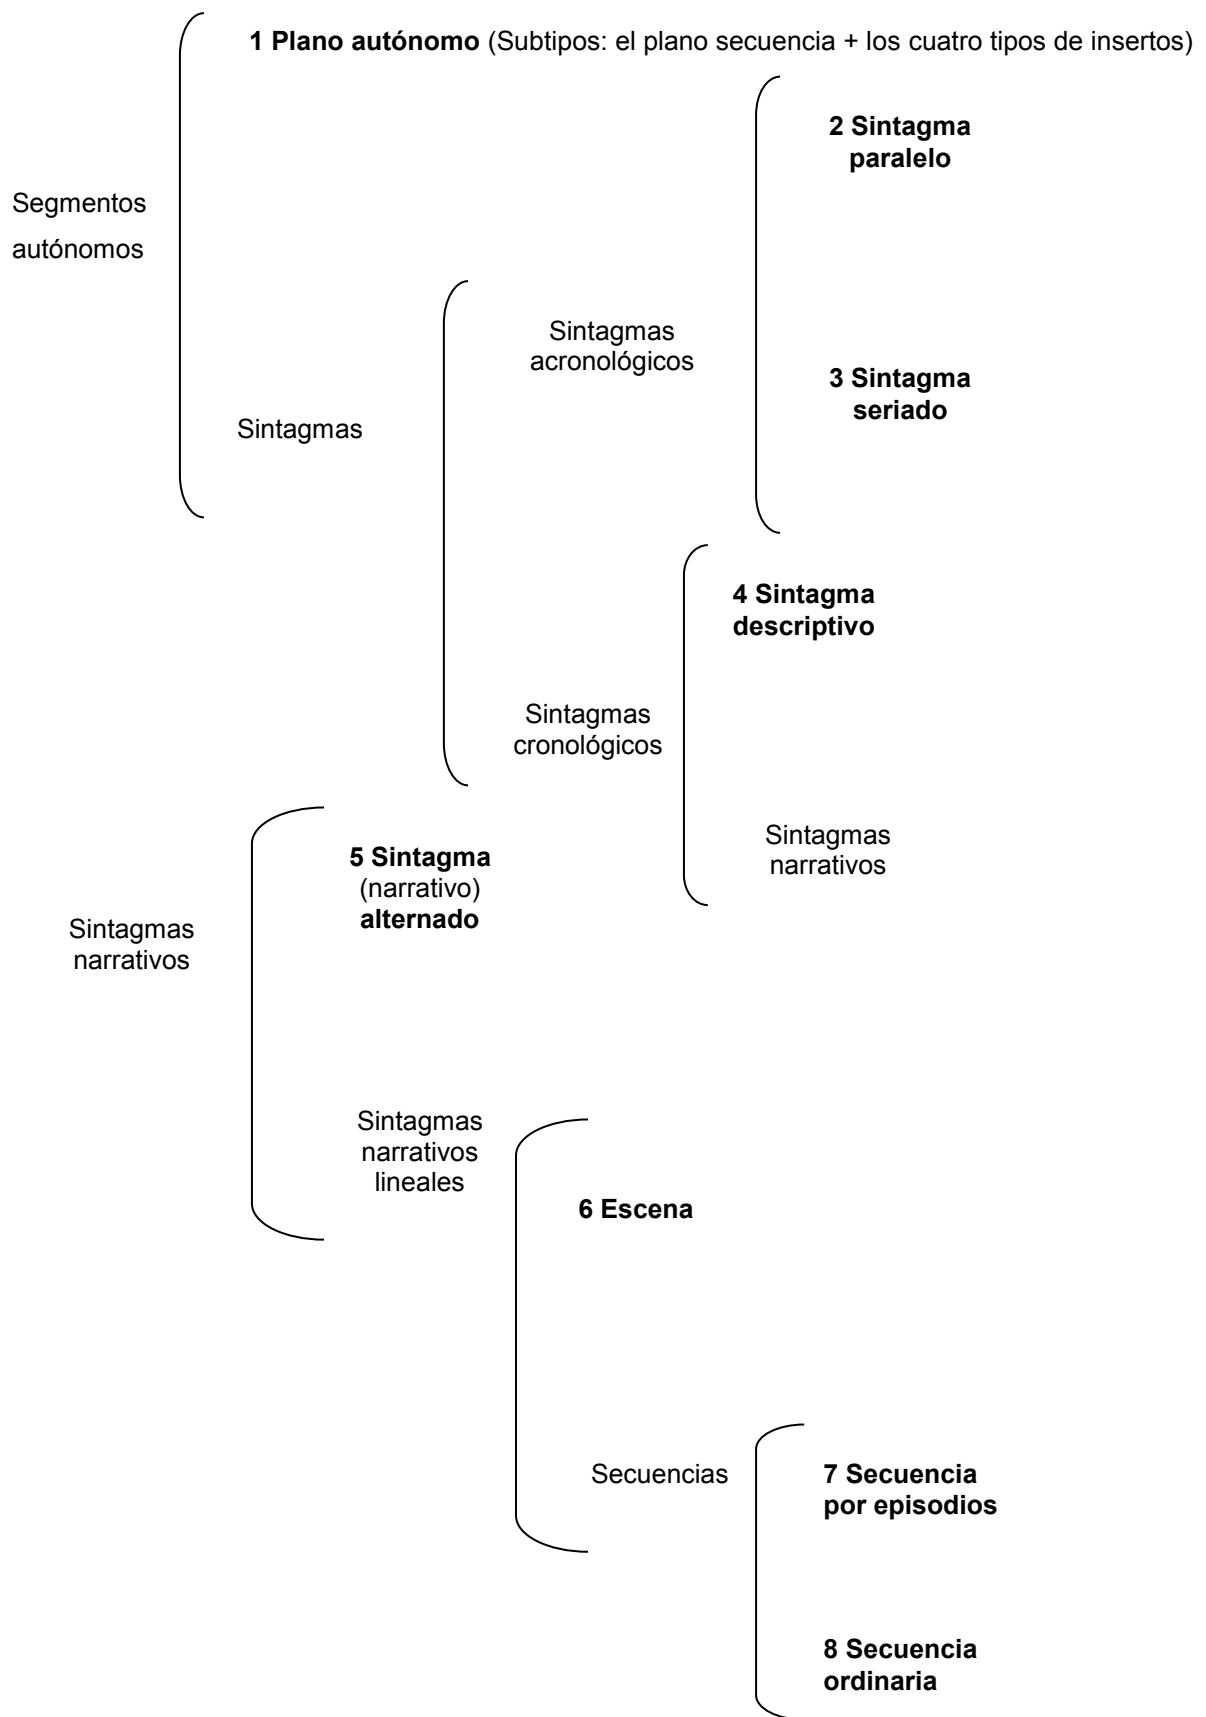 1 Plano autónomo (Subtipos: el plano secuencia + los cuatro tipos de insertos)
2 Sintagma
paralelo
Segmentos
autónomos
Sintagmas
acronológicos
3 Sintagma
seriado
Sintagmas
4 Sintagma
descriptivo
Sintagmas
cronológicos
Sintagmas
narrativos
5 Sintagma
(narrativo)
alternado
Sintagmas
narrativos
Sintagmas
narrativos
lineales
6 Escena
Secuencias
7 Secuencia
por episodios
8 Secuencia
ordinaria